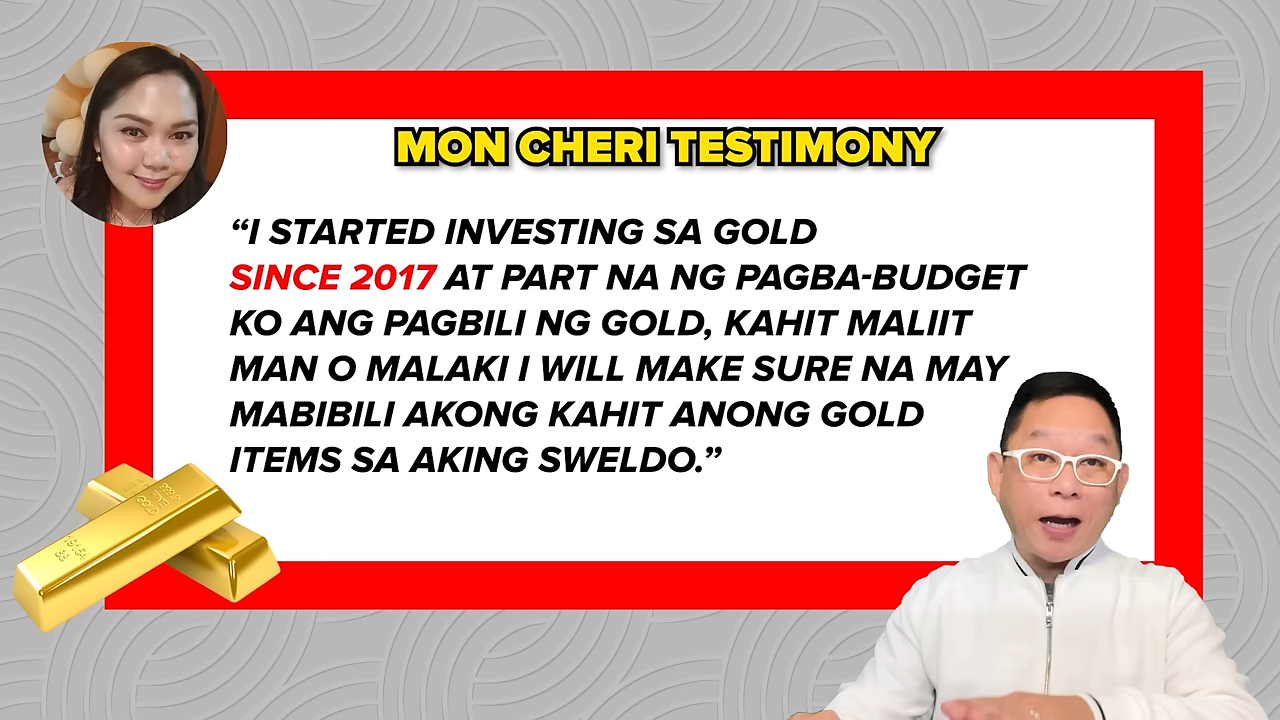 MON CHERI TESTIMONY
“I STARTED INVESTING SA GOLD
SINCE 2017 AT PART NA NG PAGBA-BUDGET
KO ANG PAGBILI NG GOLD, KAHIT MALIIT
MAN O MALAKI I WILL MAKE SURE NA MAY
MABIBILI AKONG KAHIT ANONG GOLD
ITEMS SA AKING SWELDO.”